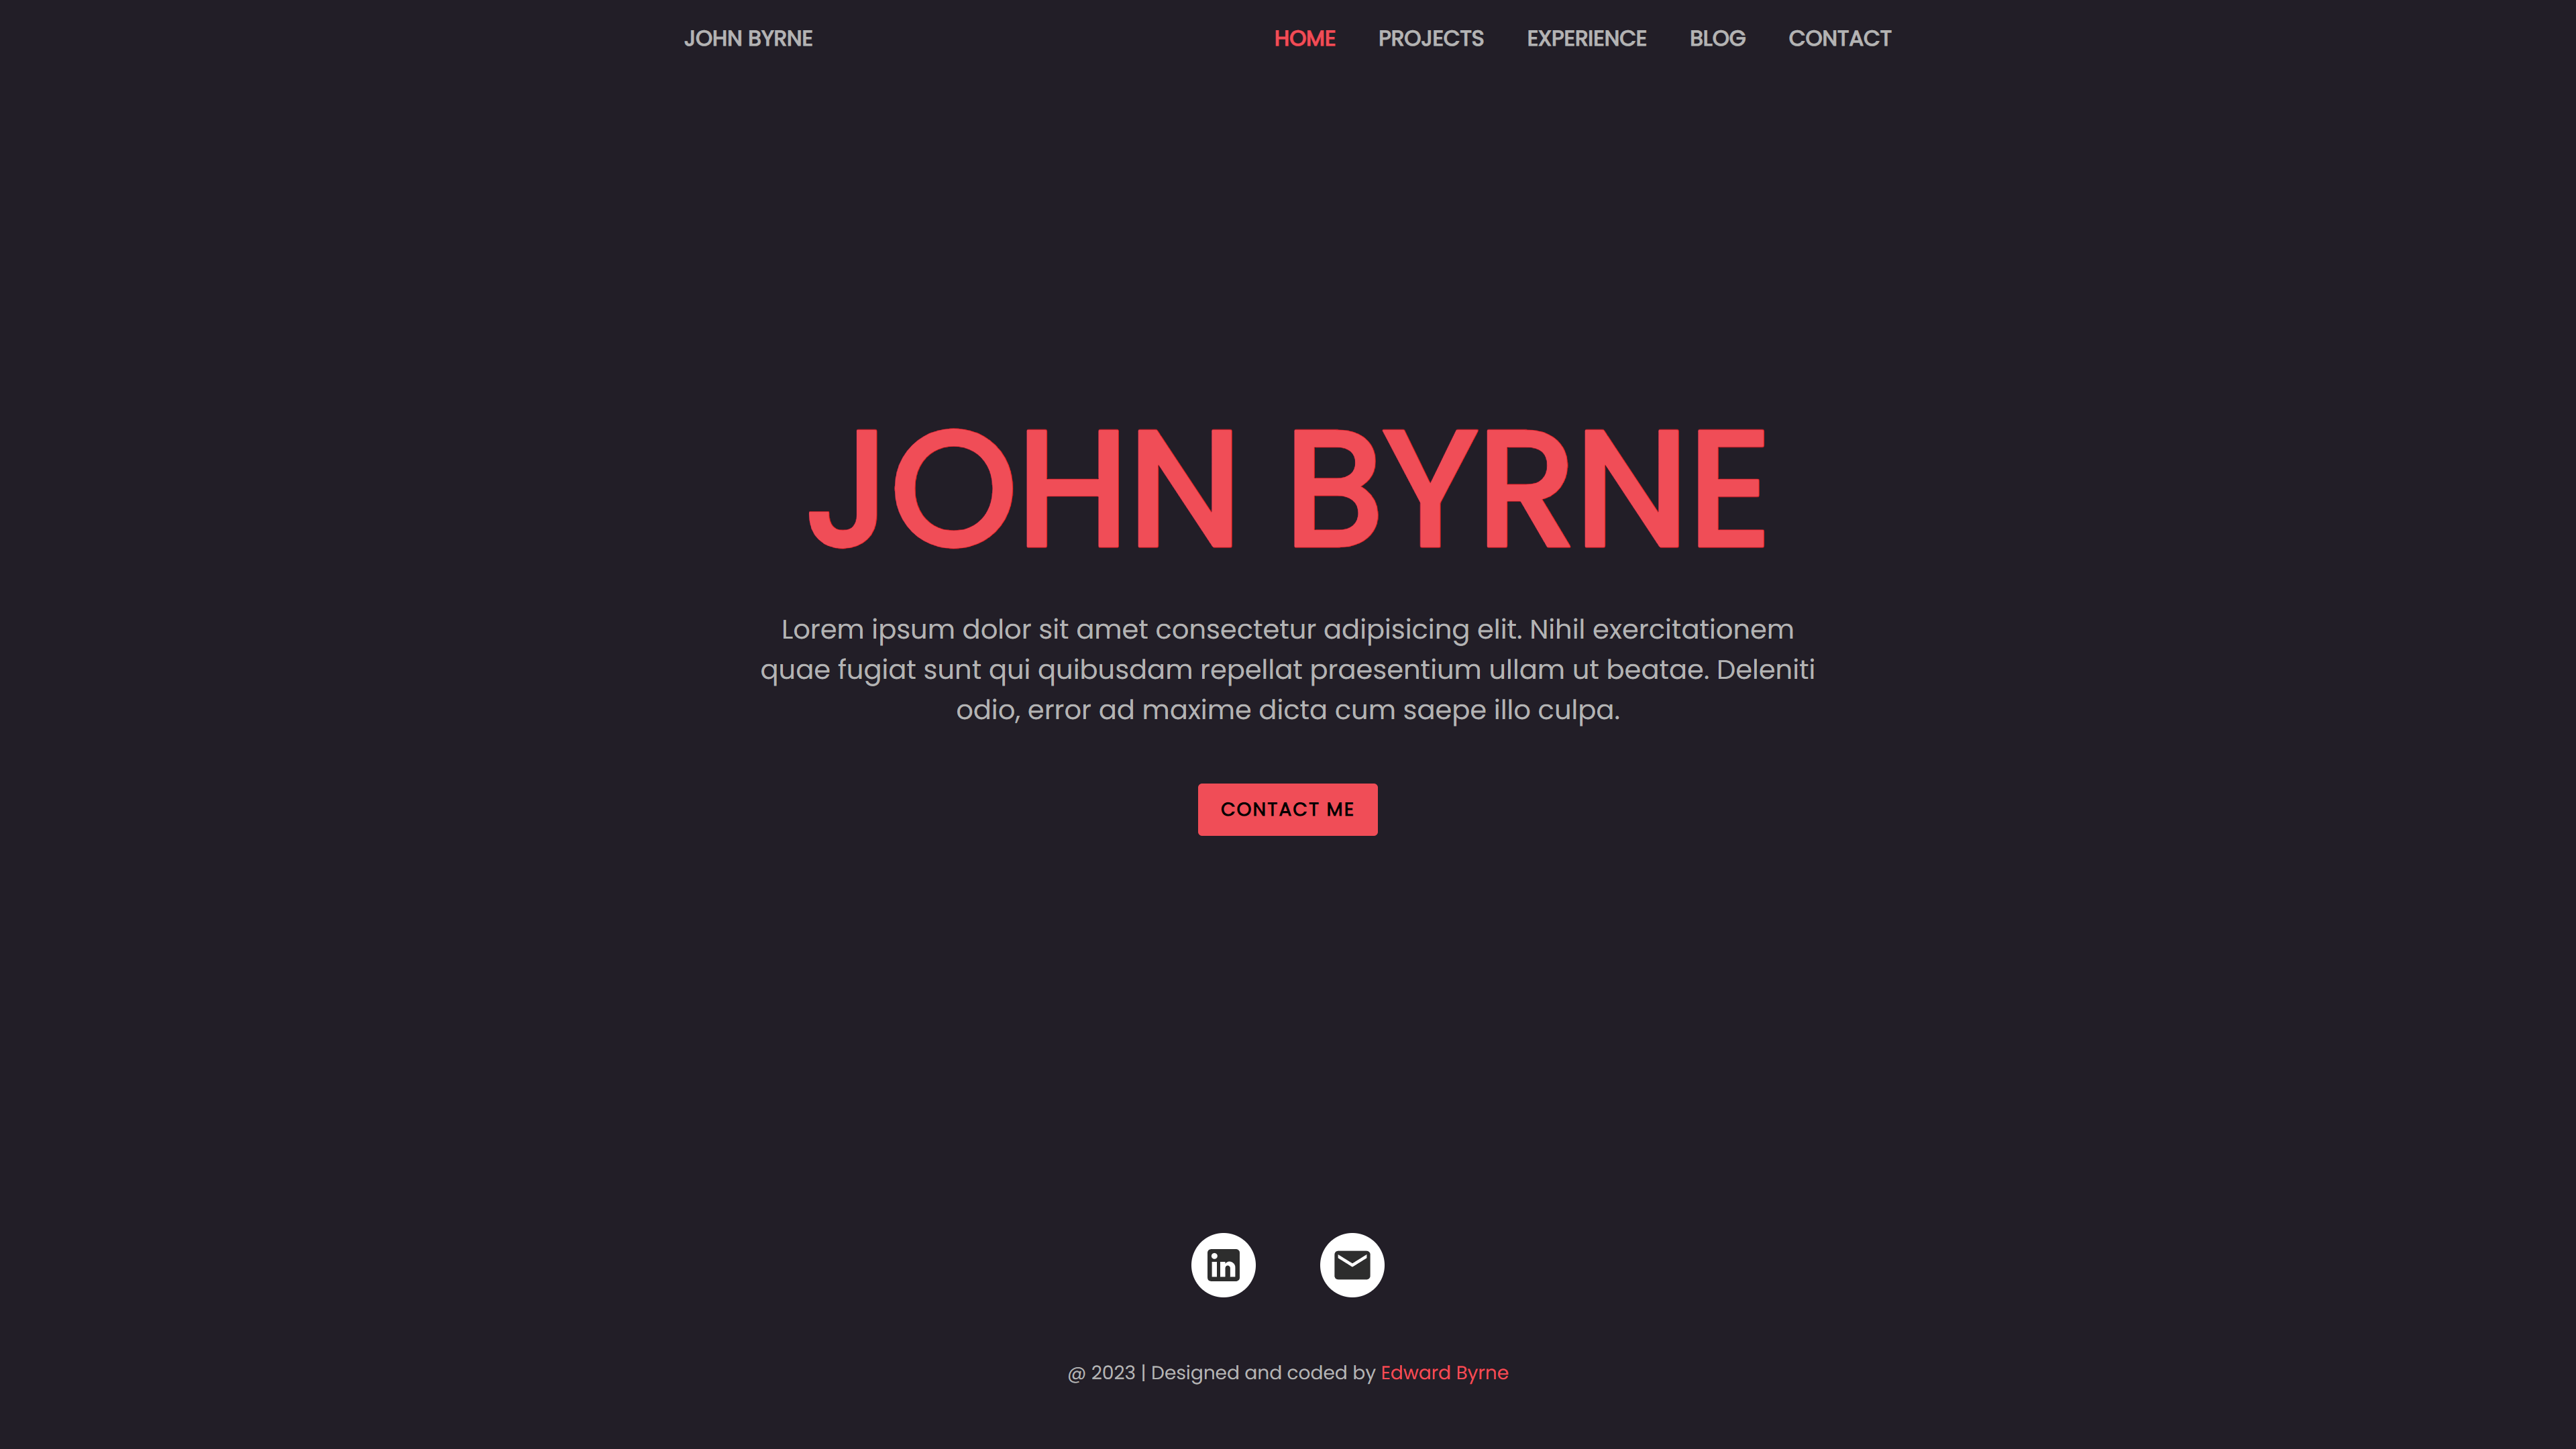 JOHN BYRNE
HOME PROJECTS EXPERIENCE BLOG CONTACT
JOHN BYRNE
Lorem ipsum dolor sit amet consectetur adipisicing elit. Nihil exercitationem
quae fugiat sunt qui quibusdam repellat praesentium ullam ut beatae. Deleniti
odio, error ad maxime dicta cum saepe illo culpa.
CONTACT ME
in
@ 2023 | Designed and coded by Edward Byrne